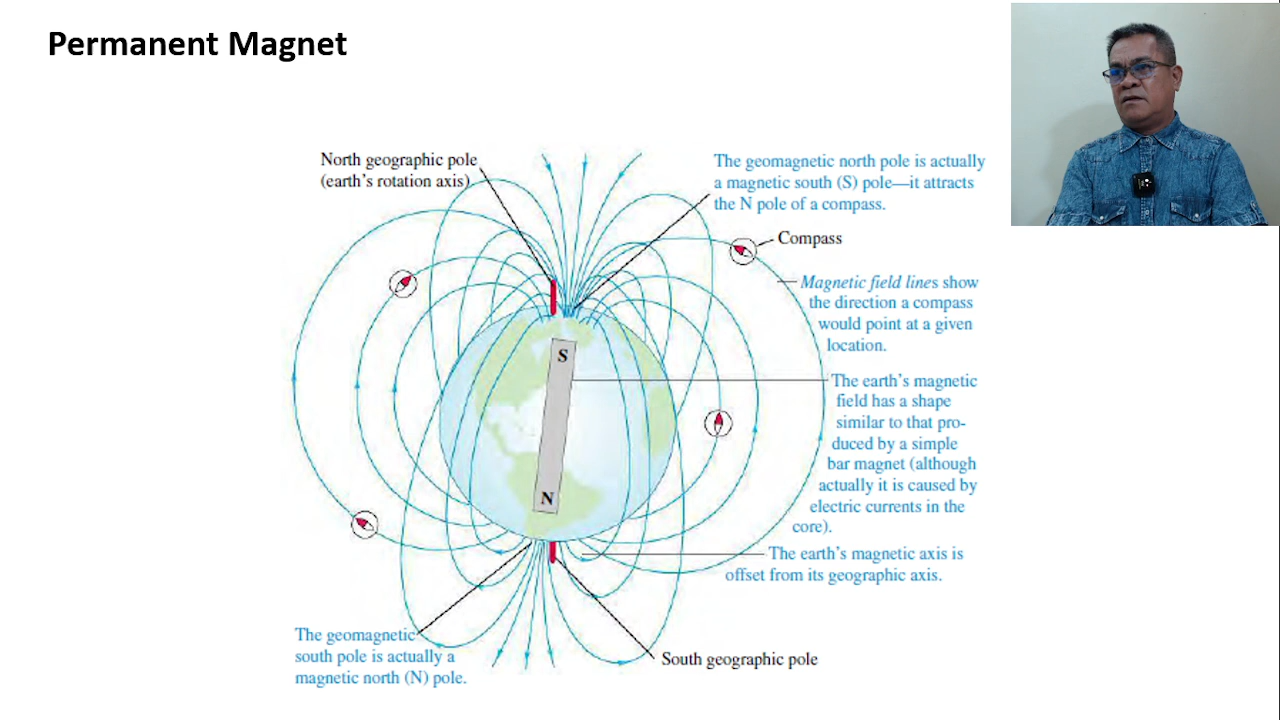 Permanent Magnet
North geographic pole
(earth's rotation axis)
The geomagnetic north pole is actually
a magnetic south (S) pole—it attracts
the N pole of a compass.
Compass
Magnetic field lines show
the direction a compass
would point at a given
location.
S
The earth's magnetic
field has a shape
similar to that pro-
duced by a simple
bar magnet (although
actually it is caused by
electric currents in the
core).
N
The earth's magnetic axis is
offset from its geographic axis.
The geomagnetic
south pole is actually a
magnetic north (N) pole.
South geographic pole